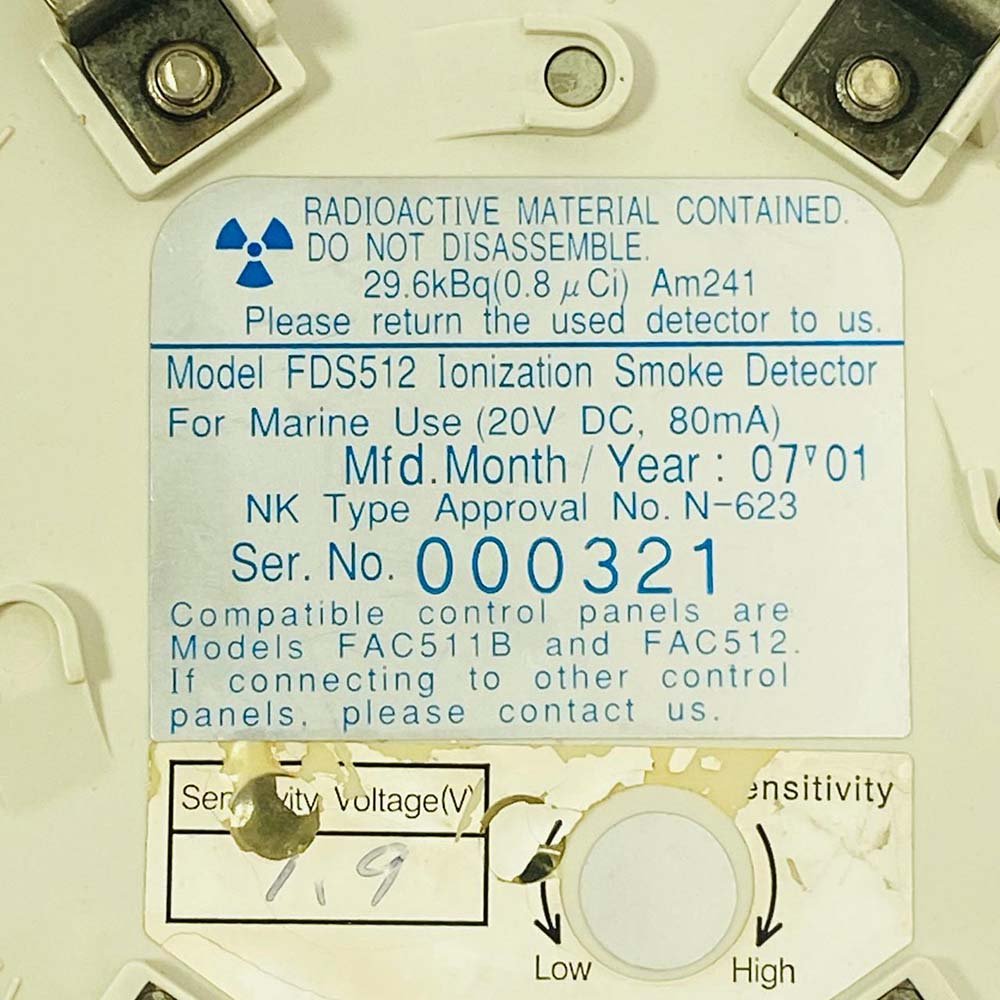 RADIOACTIVE MATERIAL CONTAINED.
DO NOT DISASSEMBLE.
29.6kBq(0.8 μCi) Am241
Please return the used detector to us.
Model FDS512 Ionization Smoke Detector
For Marine Use (20V DC, 80mA)
Mfd.Month / Year : 07'01
NK Type Approval No. N-623
Ser. No. 000321
Compatible control panels are
Models FAC511B and FAC512.
If connecting to other control
panels, please contact us.
Voltage(V)
1.9
ensitivity
Low High